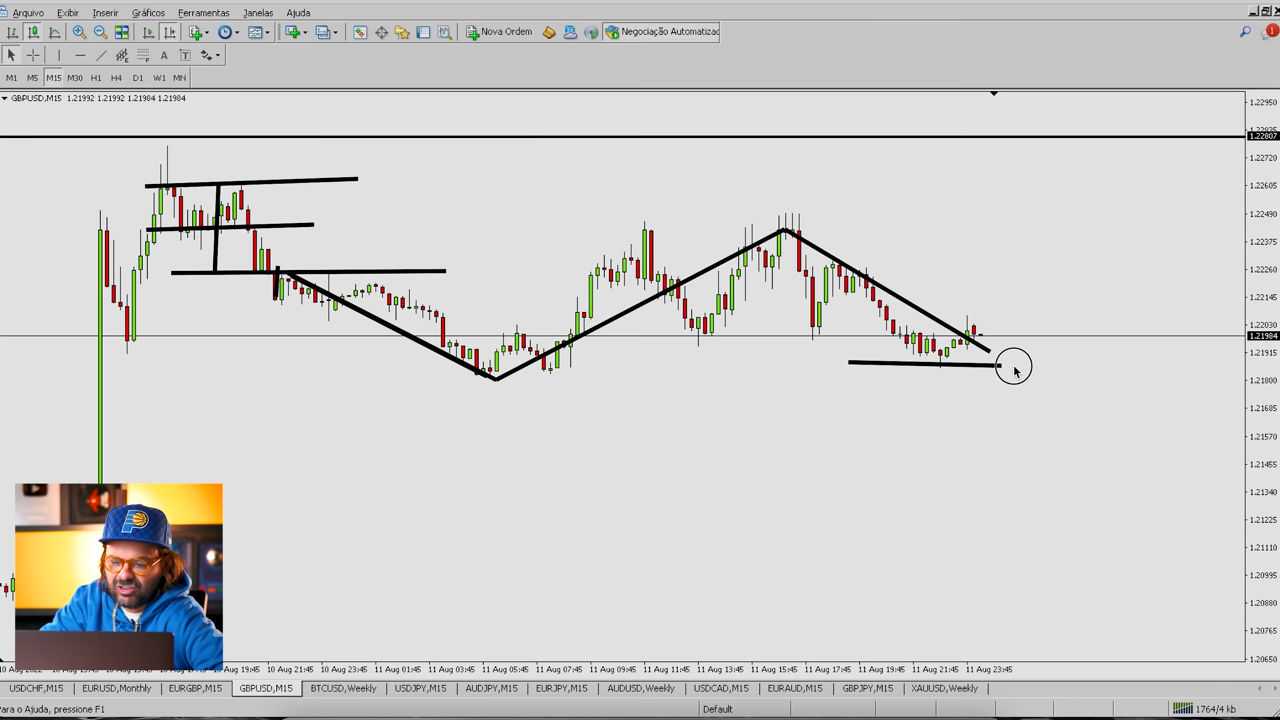 Arquivo Exibir Inserir Gráficos Ferramentas Janelas Ajuda
Nova Ordem Negociação Automatizad
1
A T
M1 M5 M15 M30 H1 H4 D1 W1 MN
GBPUSD,M15 1.21992 1.21992 1.21984 1.21984
1.22950
1.22807
1.22720
1.22605
1.22490
1.22375
1.22260
1.22145
1.22030
1.21984
1.21915
1.21800
1.21685
1.21570
1.21455
1.21340
1.21225
1.21110
1.20995
1.20880
1.20765
1.20650
10 Aug 19:45 10 Aug 21:45 10 Aug 23:45 11 Aug 01:45 11 Aug 03:45 11 Aug 05:45 11 Aug 07:45 11 Aug 09:45 11 Aug 11:45 11 Aug 13:45 11 Aug 15:45 11 Aug 17:45 11 Aug 19:45 11 Aug 21:45 11 Aug 23:45
USDCHF,M15 EURUSD,Monthly EURGBP,M15 GBPUSD,M15 BTCUSD,Weekly USDJPY,M15 AUDJPY,M15 EURJPY,M15 AUDUSD,Weekly USDCAD,M15 EURAUD,M15 GBPJPY,M15 XAUUSD,Weekly
Para o Ajuda, pressione F1 Default 1764/4 kb